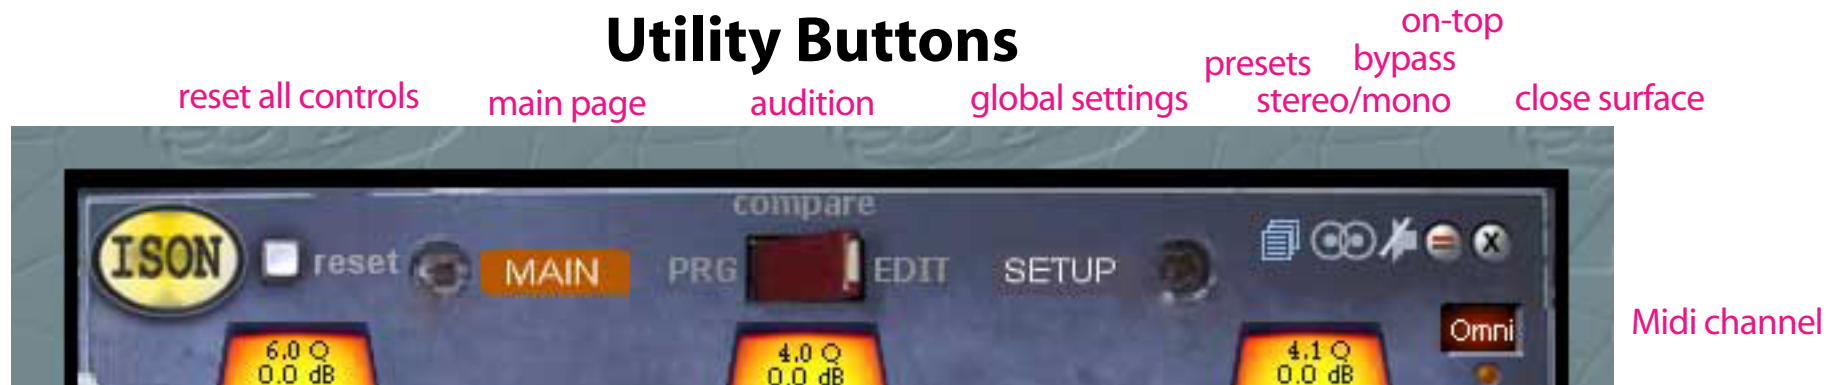 Utility Buttons
on-top
presets bypass
reset all controls main page audition global settings stereo/mono close surface
compare
ISON reset MAIN PRG EDIT SETUP X
Omni
Midi channel
6.0 Q
0.0 dB
4.0 Q
0.0 dB
4.1 Q
0.0 dB